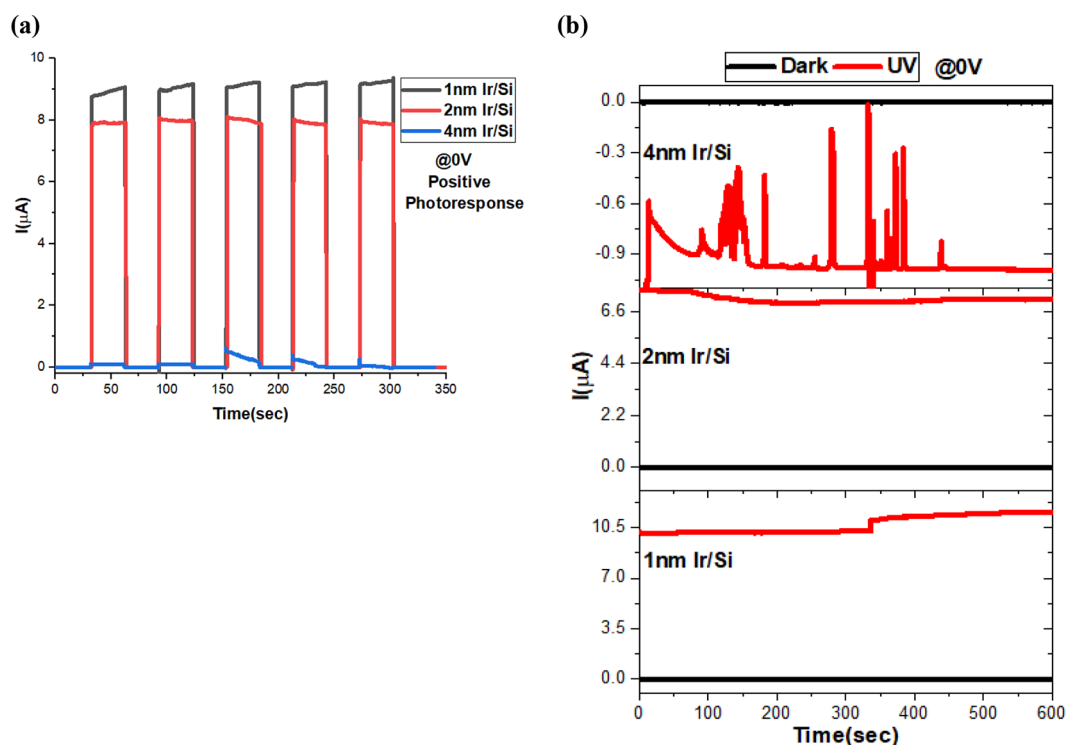 (a)
10
8
6
4
2
0
I(μA)
0 50 100 150 200 250 300 350
Time(sec)
1nm Ir/Si
2nm Ir/Si
4nm Ir/Si
@0V
Positive
Photoresponse
(b)
Dark UV @0V
0.0
-0.3
-0.6
-0.9
4nm Ir/Si
6.6
4.4
2.2
0.0
2nm Ir/Si
I(μA)
10.5
7.0
3.5
0.0
1nm Ir/Si
0 100 200 300 400 500 600
Time(sec)